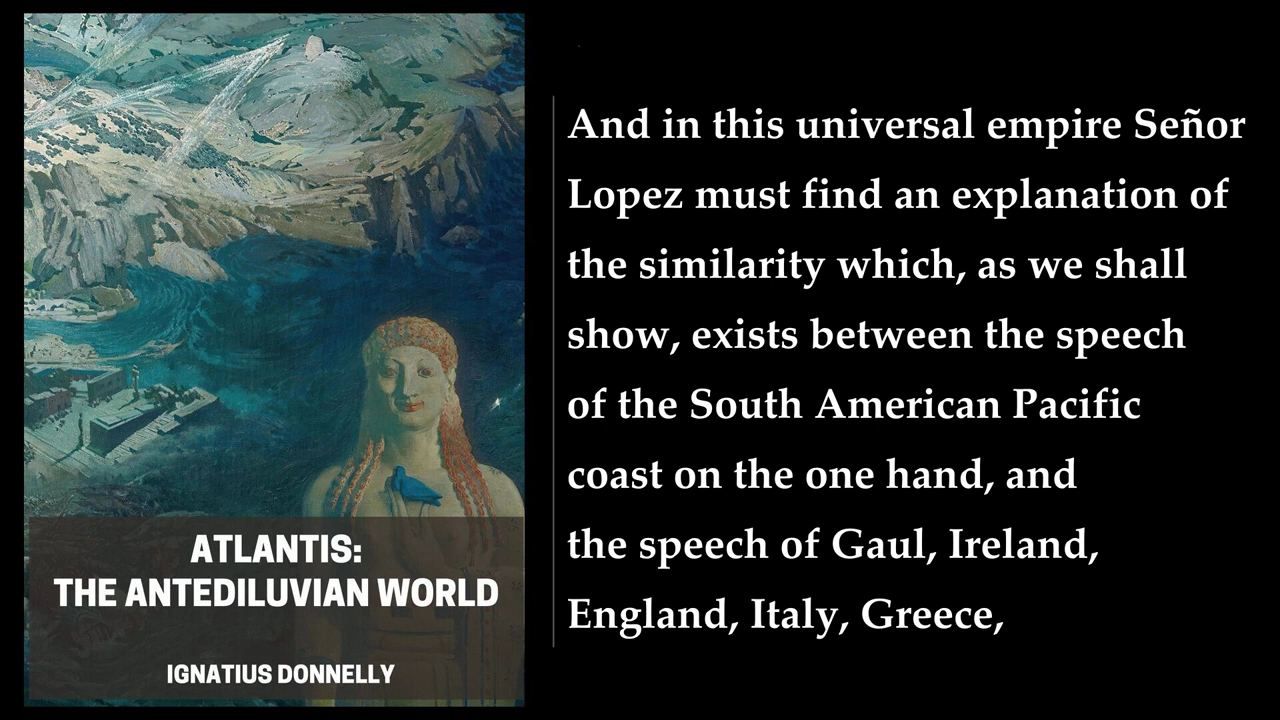 ATLANTIS:
THE ANTEDILUVIAN WORLD
IGNATIUS DONNELLY
And in this universal empire Señor
Lopez must find an explanation of
the similarity which, as we shall
show, exists between the speech
of the South American Pacific
coast on the one hand, and
the speech of Gaul, Ireland,
England, Italy, Greece,